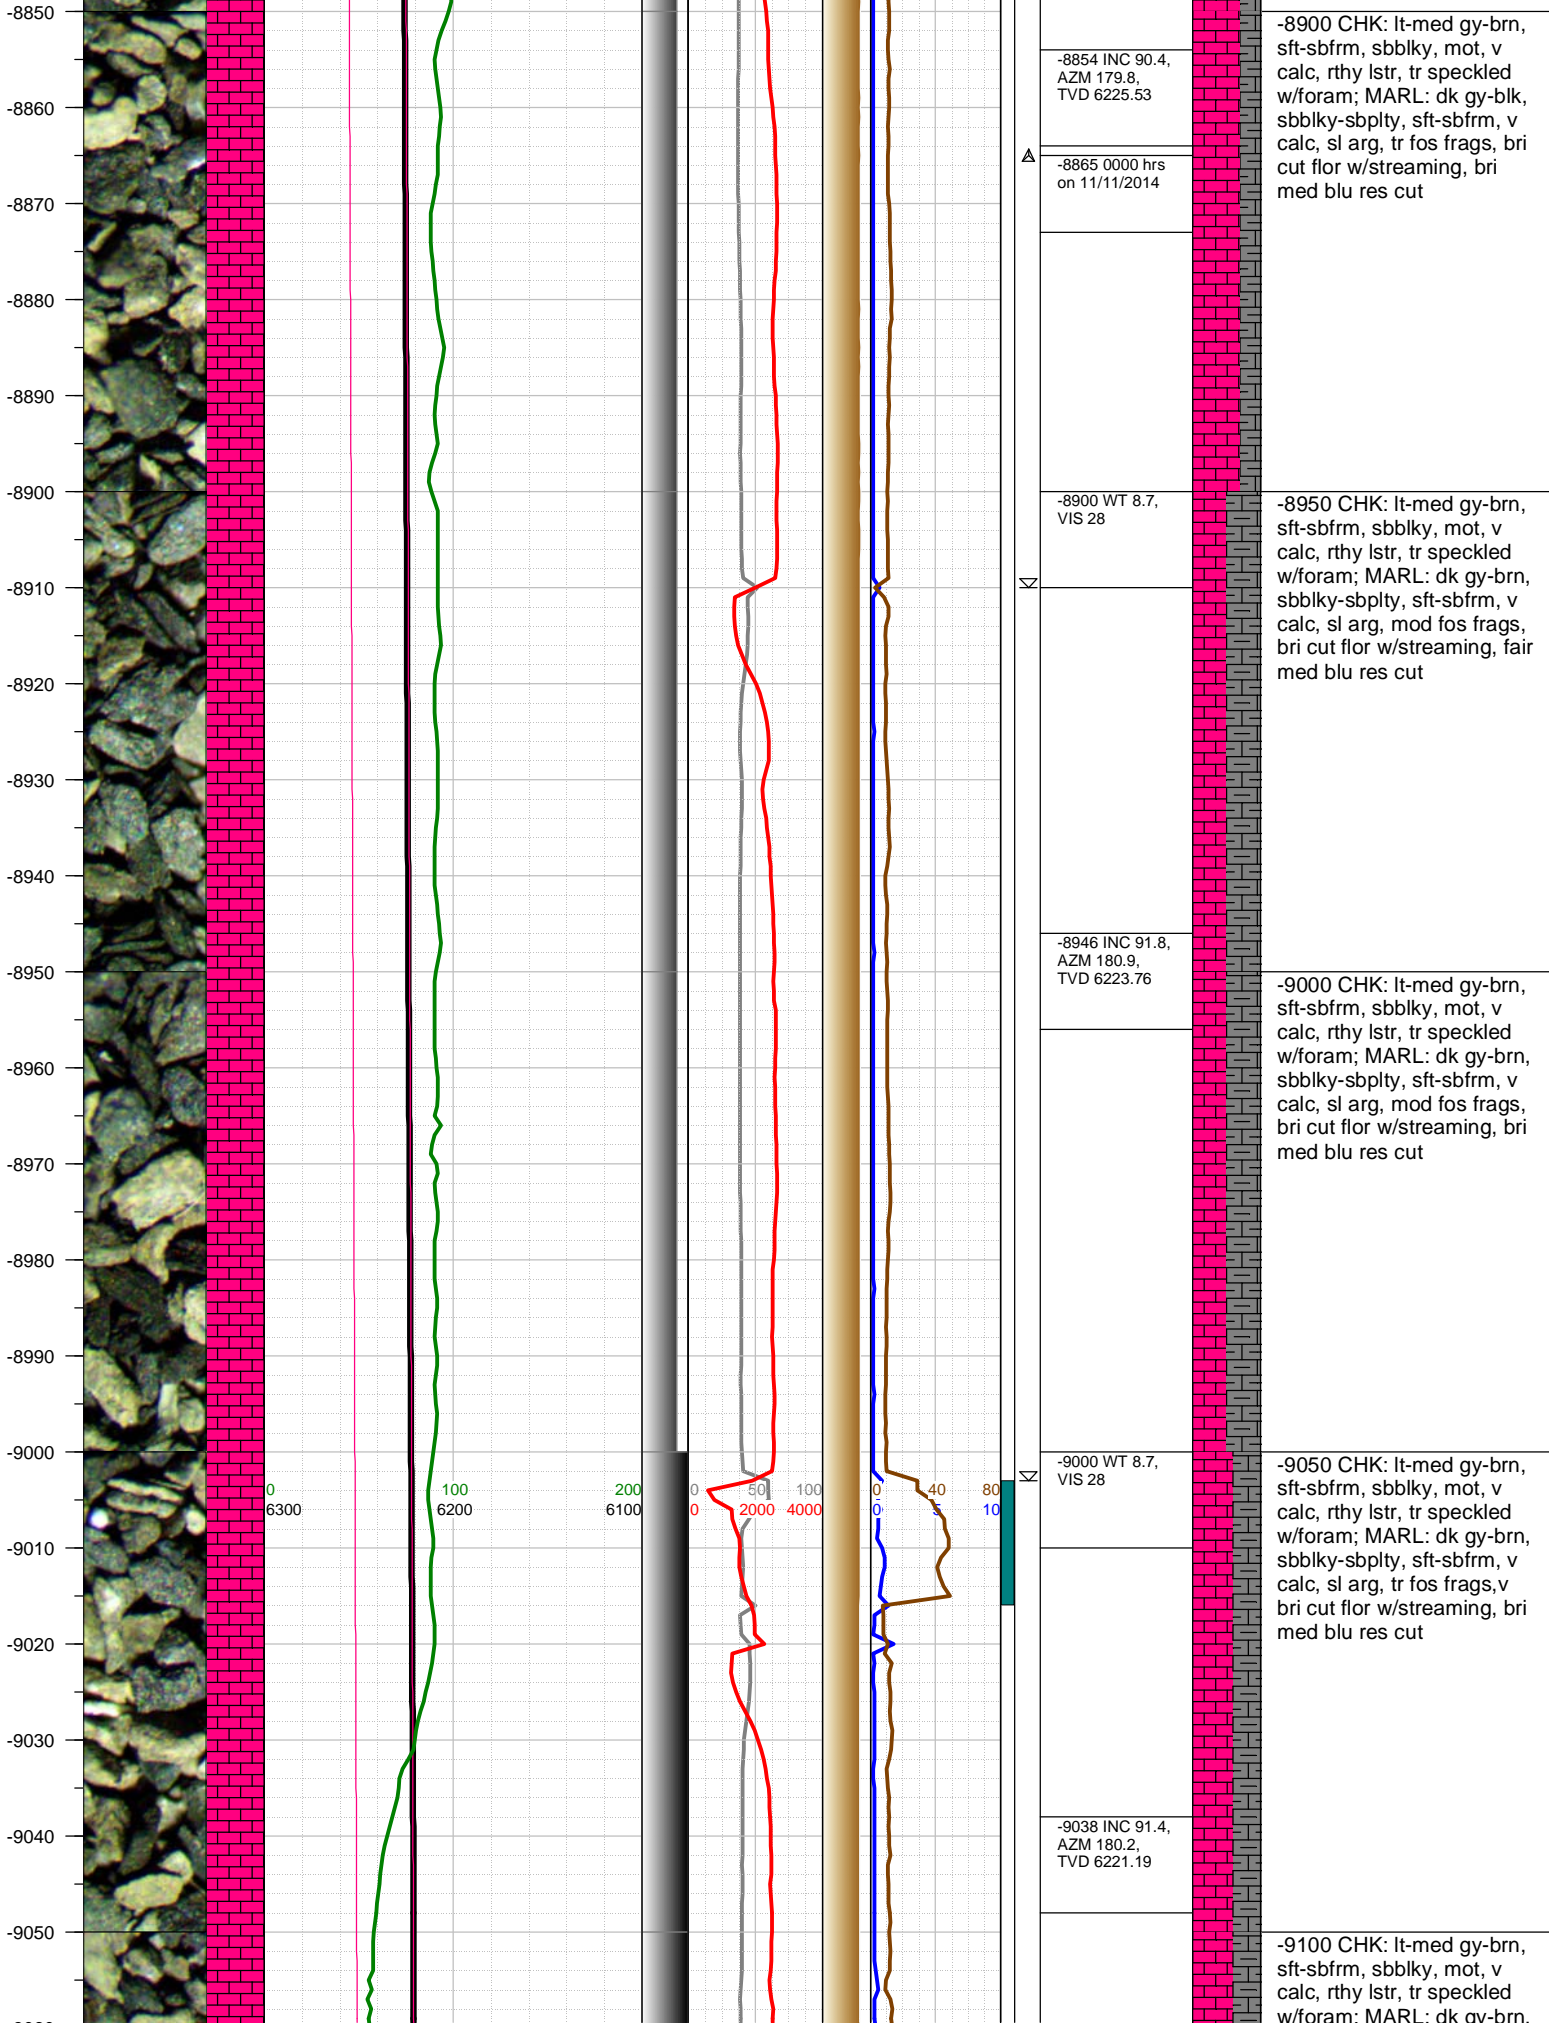 -8850
-8860
-8870
-8880
-8890
-8900
-8910
-8920
-8930
-8940
-8950
-8960
-8970
-8980
-8990
-9000
-9010
-9020
-9030
-9040
-9050
0 100 200
6300 6200 6100
0 50 100
0 2000 4000
0 40 80
0 5 10
-8854 INC 90.4,
AZM 179.8,
TVD 6225.53
-8865 0000 hrs
on 11/11/2014
-8900 WT 8.7,
VIS 28
-8946 INC 91.8,
AZM 180.9,
TVD 6223.76
-9000 WT 8.7,
VIS 28
-9038 INC 91.4,
AZM 180.2,
TVD 6221.19
-8900 CHK: lt-med gy-brn,
sft-sbfrm, sbblky, mot, v
calc, rthy lstr, tr speckled
w/foram; MARL: dk gy-blk,
sbblky-sbplty, sft-sbfrm, v
calc, sl arg, tr fos frags, bri
cut flor w/streaming, bri
med blu res cut
-8950 CHK: lt-med gy-brn,
sft-sbfrm, sbblky, mot, v
calc, rthy lstr, tr speckled
w/foram; MARL: dk gy-brn,
sbblky-sbplty, sft-sbfrm, v
calc, sl arg, mod fos frags,
bri cut flor w/streaming, fair
med blu res cut
-9000 CHK: lt-med gy-brn,
sft-sbfrm, sbblky, mot, v
calc, rthy lstr, tr speckled
w/foram; MARL: dk gy-brn,
sbblky-sbplty, sft-sbfrm, v
calc, sl arg, mod fos frags,
bri cut flor w/streaming, bri
med blu res cut
-9050 CHK: lt-med gy-brn,
sft-sbfrm, sbblky, mot, v
calc, rthy lstr, tr speckled
w/foram; MARL: dk gy-brn,
sbblky-sbplty, sft-sbfrm, v
calc, sl arg, tr fos frags,v
bri cut flor w/streaming, bri
med blu res cut
-9100 CHK: lt-med gy-brn,
sft-sbfrm, sbblky, mot, v
calc, rthy lstr, tr speckled
w/foram; MARL: dk gy-brn,